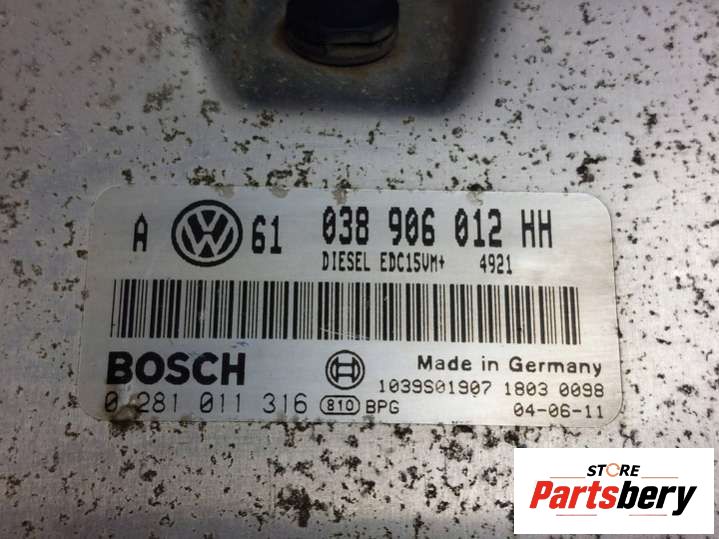 A VW 61 038 906 012 HH
DIESEL EDC15VM+ 4921
BOSCH Made in Germany
1039S01907 1803 0098
0 281 011 316 810 BPG 04-06-11
STORE
Partsbery